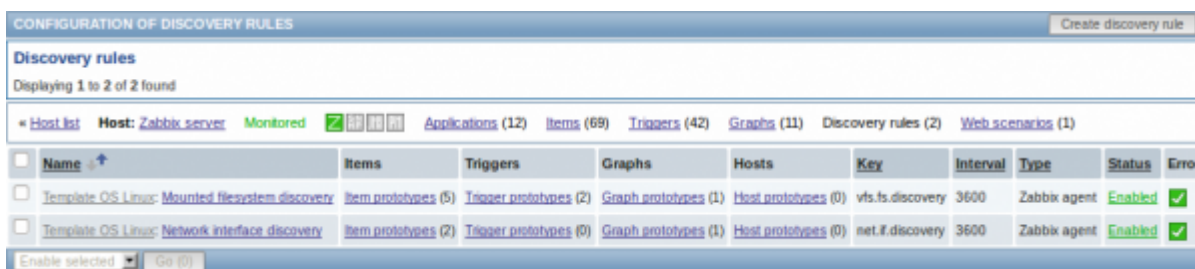 CONFIGURATION OF DISCOVERY RULES Create discovery rule
Discovery rules
Displaying 1 to 2 of 2 found
« Host list Host: Zabbix server Monitored Applications (12) Items (69) Triggers (42) Graphs (11) Discovery rules (2) Web scenarios (1)
Name Items Triggers Graphs Hosts Key Interval Type Status Erro
Template OS Linux: Mounted filesystem discovery Item prototypes (5) Trigger prototypes (2) Graph prototypes (1) Host prototypes (0) vfs.fs.discovery 3600 Zabbix agent Enabled
Template OS Linux: Network interface discovery Item prototypes (2) Trigger prototypes (0) Graph prototypes (1) Host prototypes (0) net.if.discovery 3600 Zabbix agent Enabled
Enable selected Go (0)